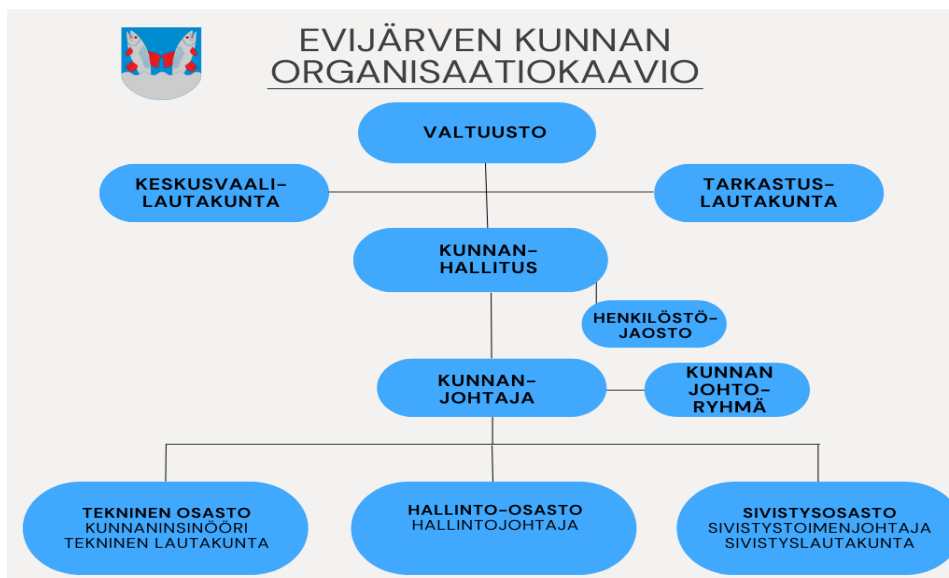 EVIJÄRVEN KUNNAN
ORGANISAATIOKAAVIO
VALTUUSTO
KESKUSVAALI-
LAUTAKUNTA
TARKASTUS-
LAUTAKUNTA
KUNNAN-
HALLITUS
HENKILÖSTÖ-
JAOSTO
KUNNAN-
JOHTAJA
KUNNAN
JOHTO-
RYHMÄ
TEKNINEN OSASTO
KUNNANINSINÖÖRI
TEKNINEN LAUTAKUNTA
HALLINTO-OSASTO
HALLINTOJOHTAJA
SIVISTYSOSASTO
SIVISTYSTOIMENJOHTAJA
SIVISTYSLAUTAKUNTA